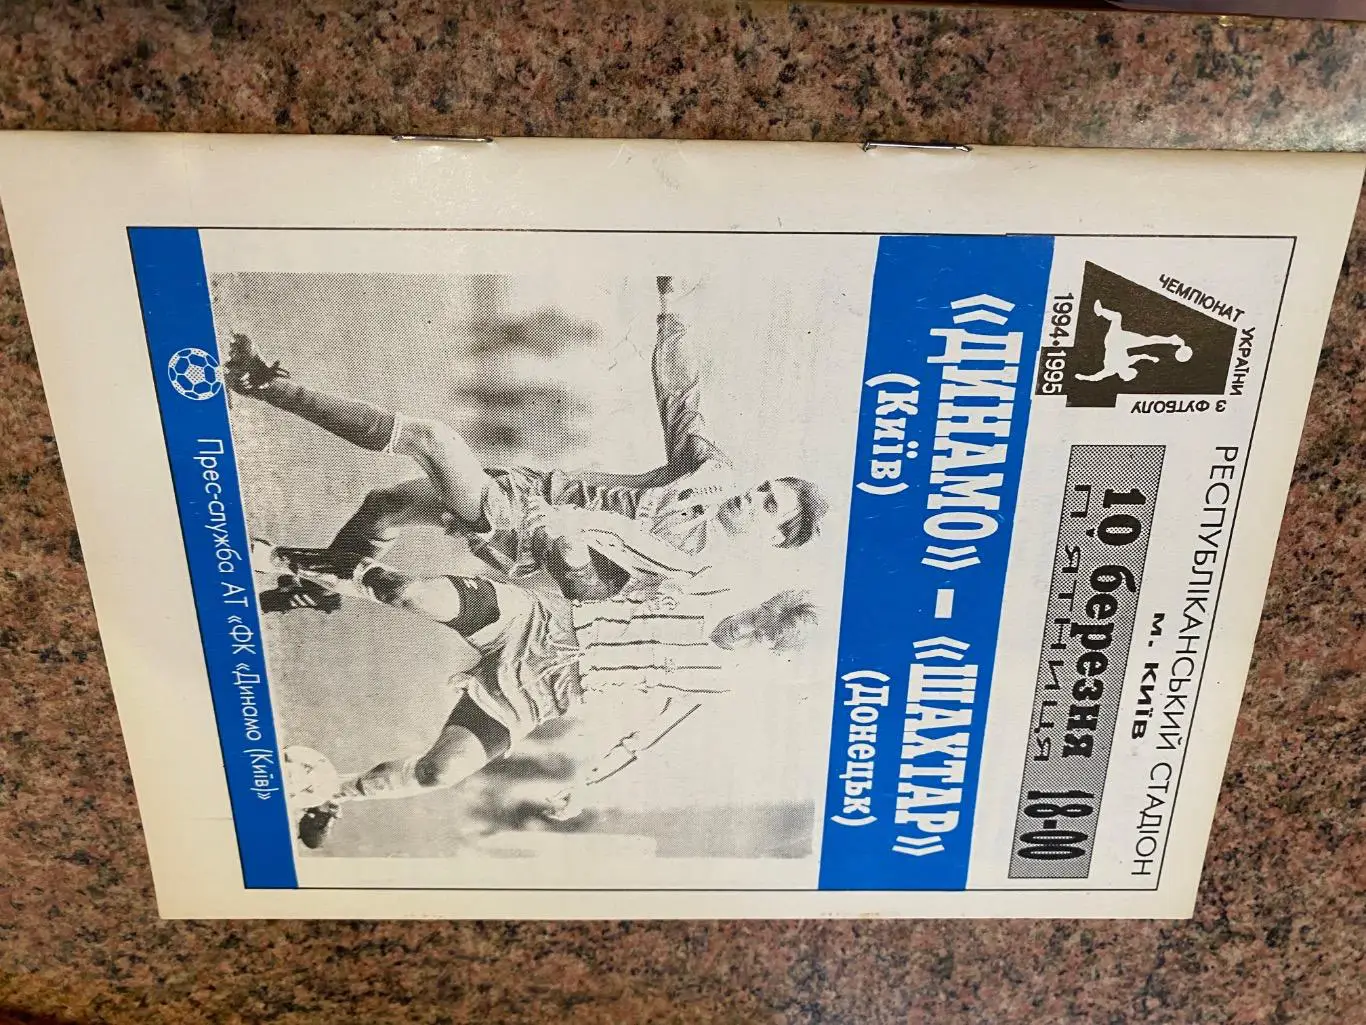 РЕСПУБЛІКАНСЬКИЙ СТАДІОН
м. КИЇВ
ЧЕМПІОНАТ
УКРАЇНИ
З ФУТБОЛУ
1994•1995
10 березня
П'ЯТНИЦЯ
18-00
«ДИНАМО» - «ШАХТАР»
(Київ)
(Донецьк)
Прес-служба АТ «ФК «Динамо (Київ)»